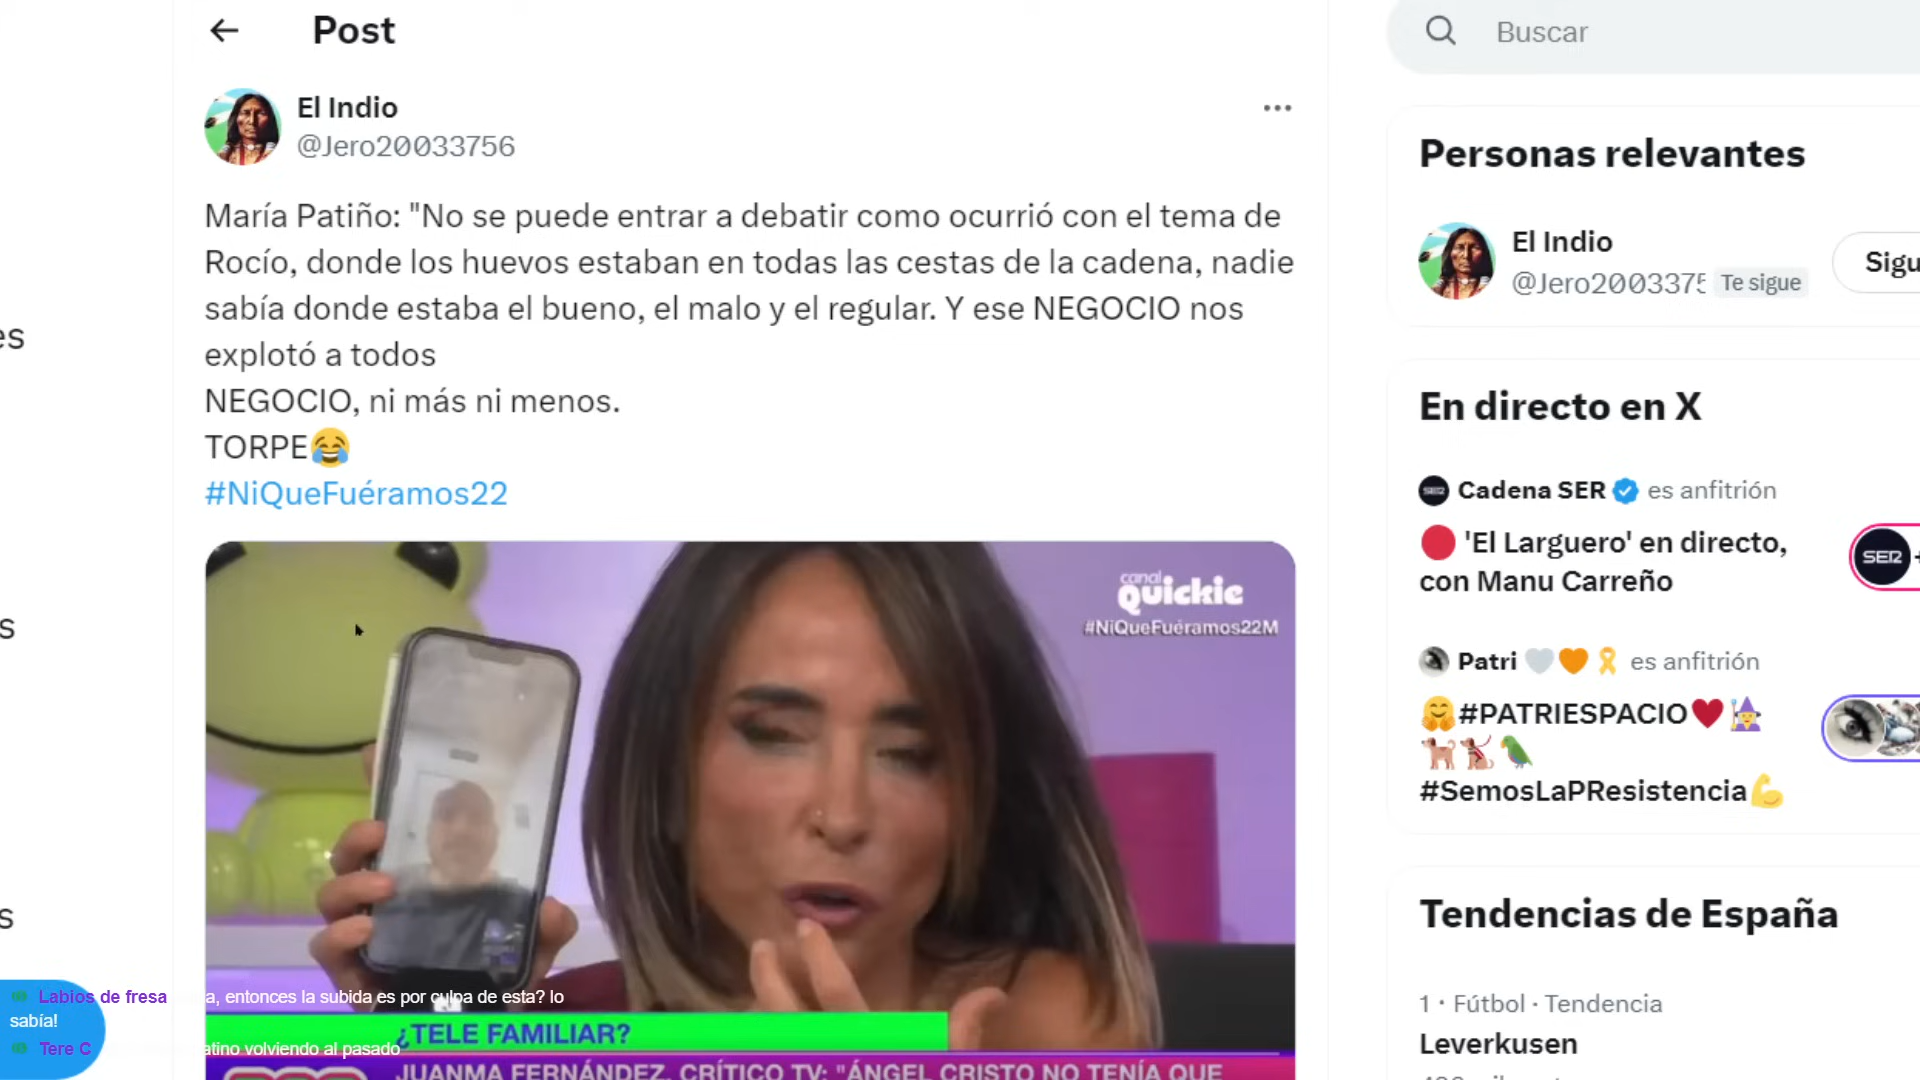 Post
El Indio
@Jero20033756
María Patiño: "No se puede entrar a debatir como ocurrió con el tema de
Rocío, donde los huevos estaban en todas las cestas de la cadena, nadie
sabía donde estaba el bueno, el malo y el regular. Y ese NEGOCIO nos
explotó a todos
NEGOCIO, ni más ni menos.
TORPE😂
#NiQueFuéramos22
canal
quickie
#NiQueFuéramos22M
¿TELE FAMILIAR?
JUANMA FERNÁNDEZ, CRÍTICO TV: "ÁNGEL CRISTO NO TENÍA QUE
Labios de fresa a, entonces la subida es por culpa de esta? lo
sabía!
Tere C atino volviendo al pasado
es
s
s
Buscar
Personas relevantes
El Indio
@Jero2003375 Te sigue
Sigu
En directo en X
Cadena SER es anfitrión
🔴 'El Larguero' en directo,
con Manu Carreño
SER
Patri 🤍🧡🎗️ es anfitrión
🤗#PATRIESPACIO❤️🧙‍♀️
🐕🐕‍🦺🦜
#SemosLaPResistencia💪
Tendencias de España
1 · Fútbol · Tendencia
Leverkusen